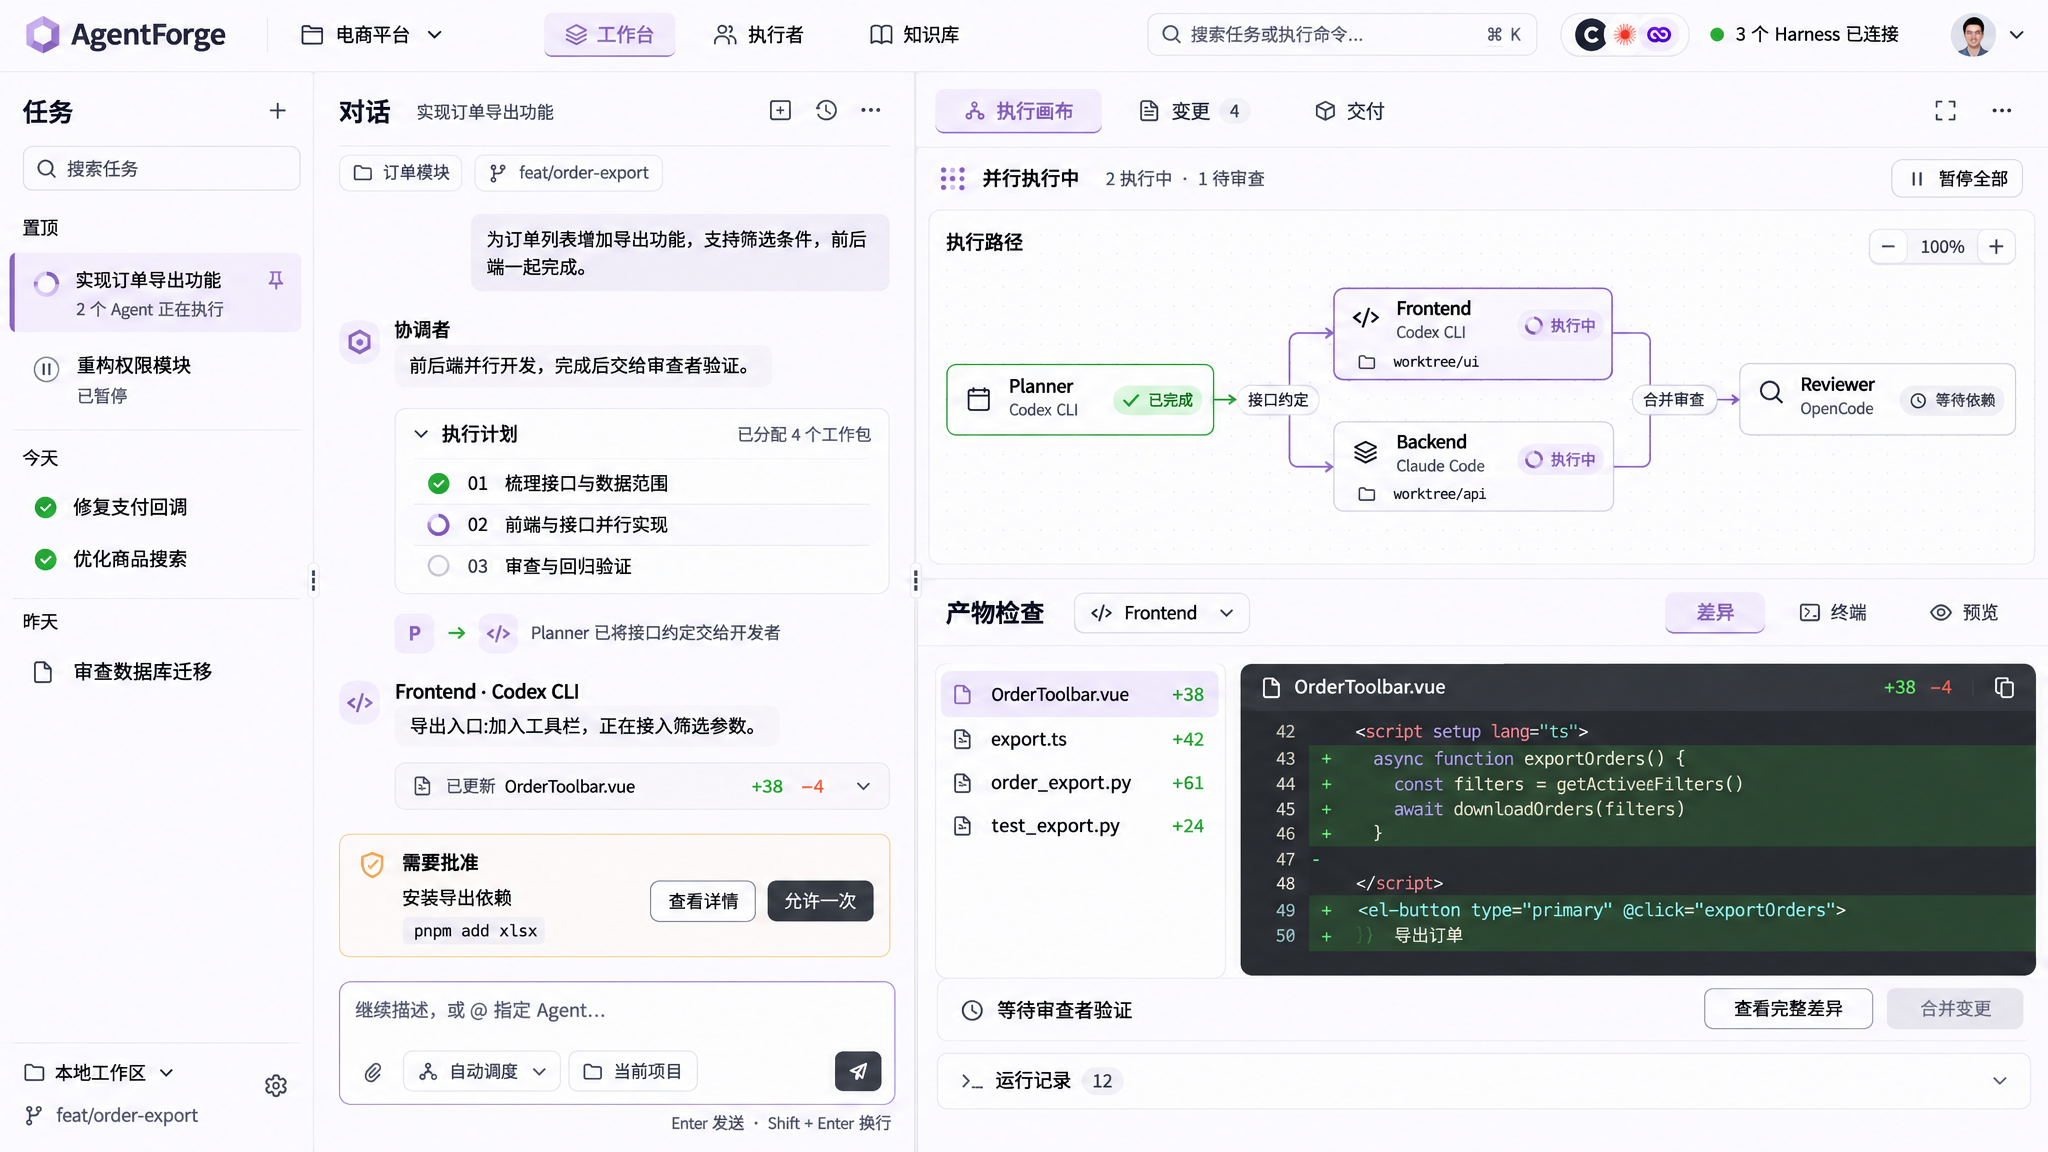 AgentForge
电商平台
工作台
执行者
知识库
搜索任务或执行命令...
⌘ K
C
3 个 Harness 已连接
任务
搜索任务
置顶
实现订单导出功能
2 个 Agent 正在执行
重构权限模块
已暂停
今天
修复支付回调
优化商品搜索
昨天
审查数据库迁移
本地工作区
feat/order-export
对话 实现订单导出功能
订单模块
feat/order-export
为订单列表增加导出功能，支持筛选条件，前后
端一起完成。
协调者
前后端并行开发，完成后交给审查者验证。
执行计划
已分配 4 个工作包
01 梳理接口与数据范围
02 前端与接口并行实现
03 审查与回归验证
P → </> Planner 已将接口约定交给开发者
</>
Frontend · Codex CLI
导出入口:加入工具栏，正在接入筛选参数。
已更新 OrderToolbar.vue +38 −4
需要批准
安装导出依赖
pnpm add xlsx
查看详情
允许一次
继续描述，或 @ 指定 Agent...
自动调度
当前项目
Enter 发送 · Shift + Enter 换行
执行画布
变更 4
交付
并行执行中 2 执行中 · 1 待审查
暂停全部
执行路径
− 100% +
Planner
Codex CLI
已完成
接口约定
</> Frontend
Codex CLI
执行中
worktree/ui
Backend
Claude Code
执行中
worktree/api
合并审查
Reviewer
OpenCode
等待依赖
产物检查
</> Frontend
差异
终端
预览
OrderToolbar.vue +38
export.ts +42
order_export.py +61
test_export.py +24
OrderToolbar.vue +38 −4
42 <script setup lang="ts">
43 + async function exportOrders() {
44 + const filters = getActiveeFilters()
45 + await downloadOrders(filters)
46 + }
47 -
48 </script>
49 + <el-button type="primary" @click="exportOrders">
50 + }} 导出订单
等待审查者验证
查看完整差异
合并变更
>_ 运行记录 12